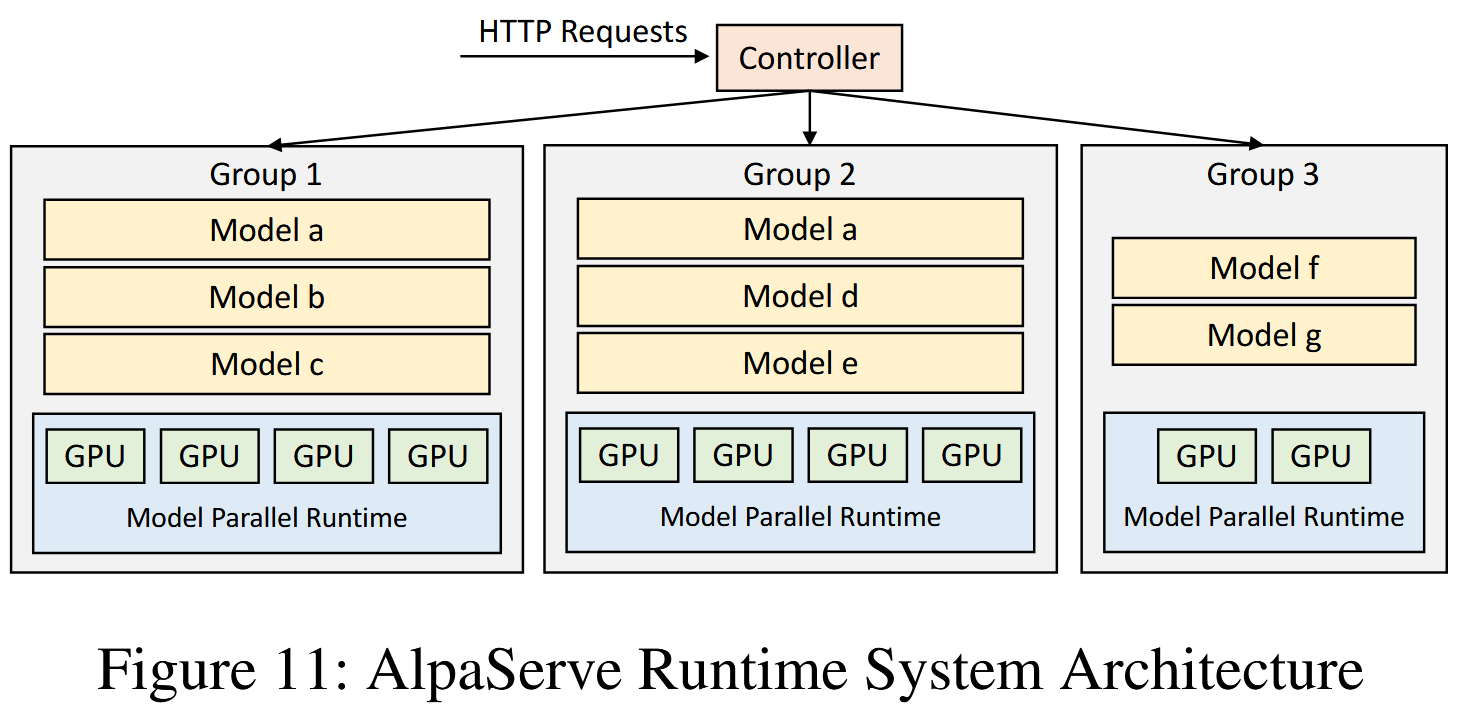 HTTP Requests
Controller
Group 1
Model a
Model b
Model c
GPU GPU GPU GPU
Model Parallel Runtime
Group 2
Model a
Model d
Model e
GPU GPU GPU GPU
Model Parallel Runtime
Group 3
Model f
Model g
GPU GPU
Model Parallel Runtime
Figure 11: AlpaServe Runtime System Architecture